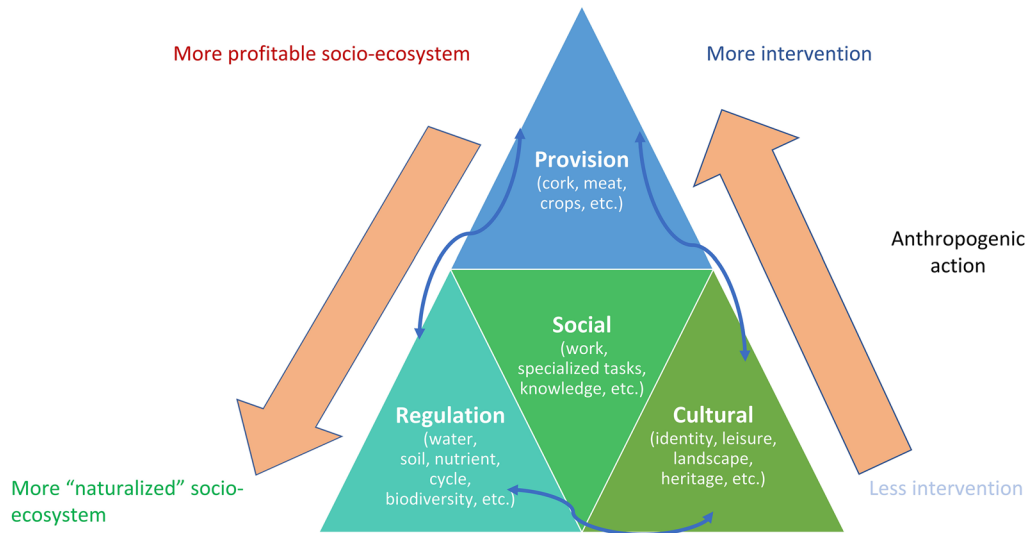 More profitable socio-ecosystem
More intervention
Provision
(cork, meat,
crops, etc.)
Anthropogenic
action
Social
(work,
specialized tasks,
knowledge, etc.)
Regulation
(water,
soil, nutrient,
cycle,
biodiversity, etc.)
Cultural
(identity, leisure,
landscape,
heritage, etc.)
More “naturalized” socio-
ecosystem
Less intervention